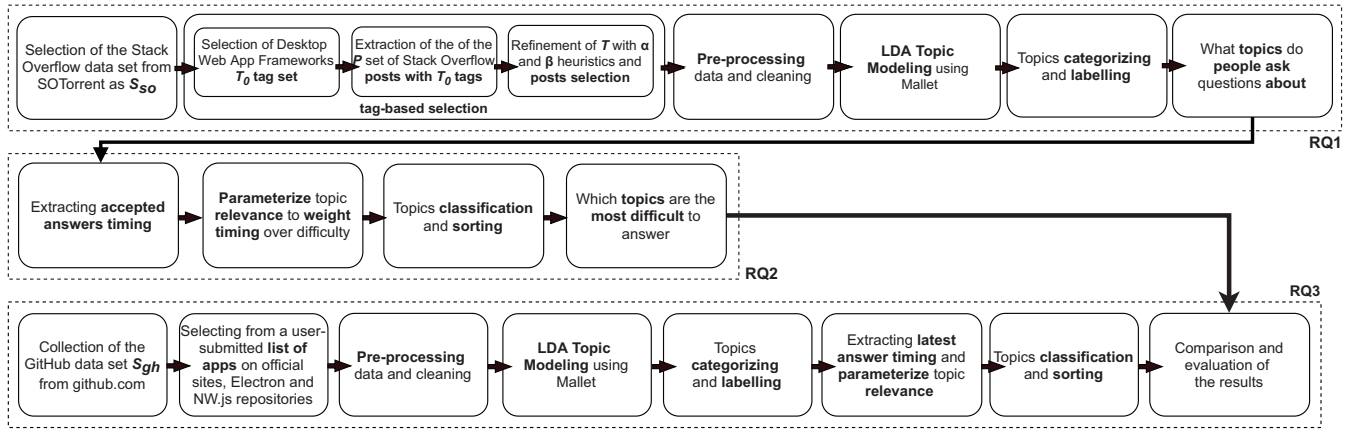 Selection of the Stack
Overflow data set from
SOTorrent as Sso
Selection of Desktop
Web App Frameworks
T0 tag set
Extraction of the of the
P set of Stack Overflow
posts with T0 tags
Refinement of T with α
and β heuristics and
posts selection
tag-based selection
Pre-processing
data and cleaning
LDA Topic
Modeling using
Mallet
Topics categorizing
and labelling
What topics do
people ask
questions about
RQ1
Extracting accepted
answers timing
Parameterize topic
relevance to weight
timing over difficulty
Topics classification
and sorting
Which topics are the
most difficult to
answer
RQ2
RQ3
Collection of the
GitHub data set Sgh
from github.com
Selecting from a user-
submitted list of
apps on official
sites, Electron and
NW.js repositories
Pre-processing
data and cleaning
LDA Topic
Modeling using
Mallet
Topics
categorizing
and labelling
Extracting latest
answer timing and
parameterize topic
relevance
Topics classification
and sorting
Comparison and
evaluation of
the results